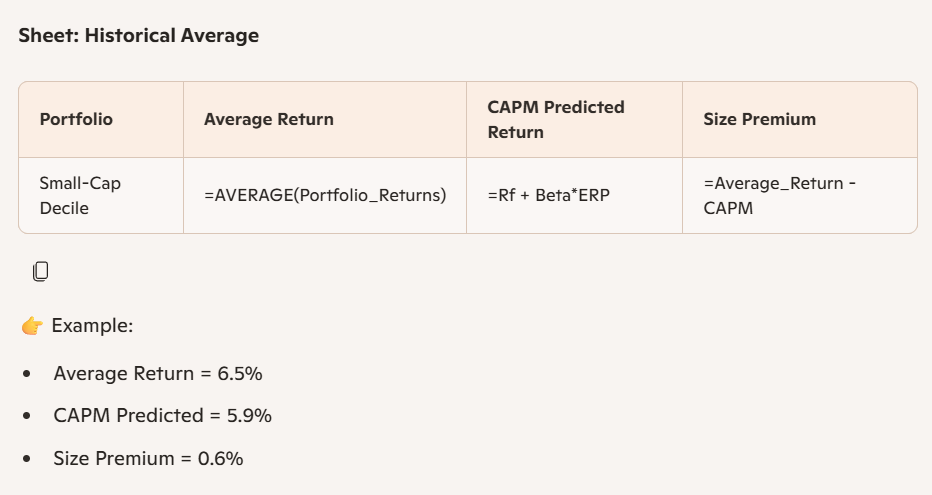 Sheet: Historical Average
Portfolio
Average Return
CAPM Predicted
Return
Size Premium
Small-Cap
Decile
=AVERAGE(Portfolio_Returns)
=Rf + Beta*ERP
=Average_Return -
CAPM
👉 Example:
• Average Return = 6.5%
• CAPM Predicted = 5.9%
• Size Premium = 0.6%